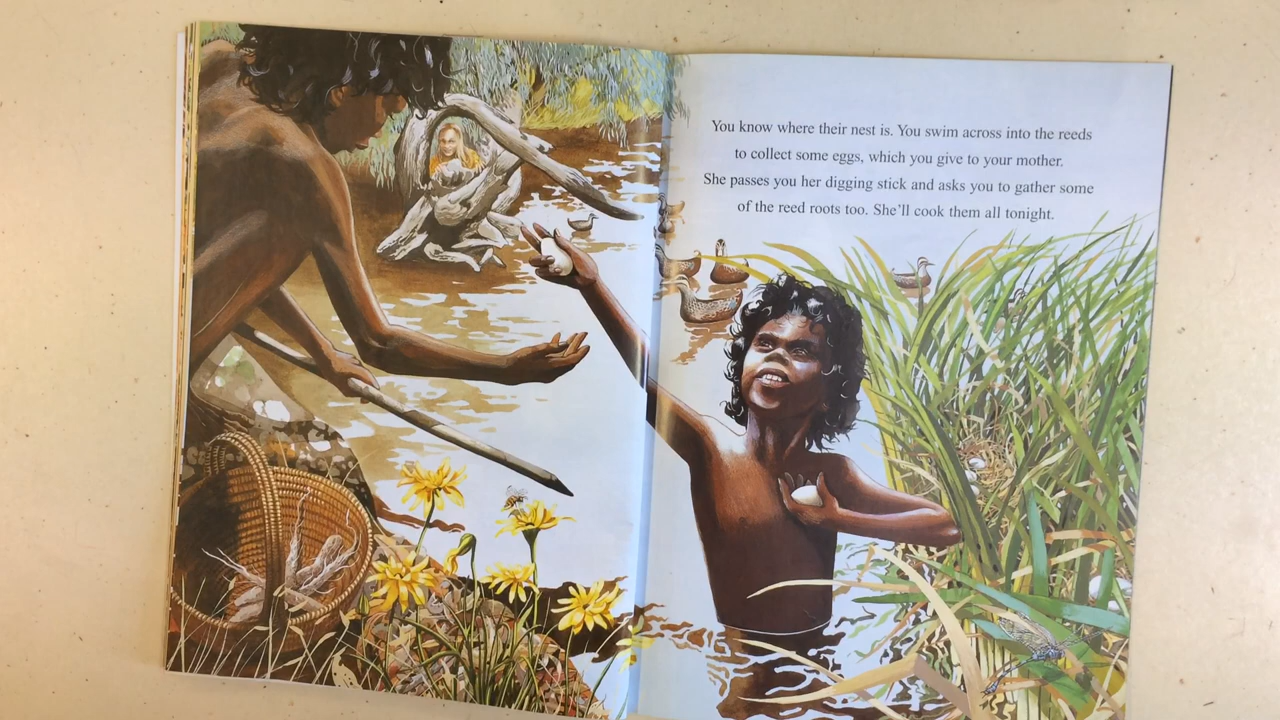 You know where their nest is. You swim across into the reeds
to collect some eggs, which you give to your mother.
She passes you her digging stick and asks you to gather some
of the reed roots too. She'll cook them all tonight.